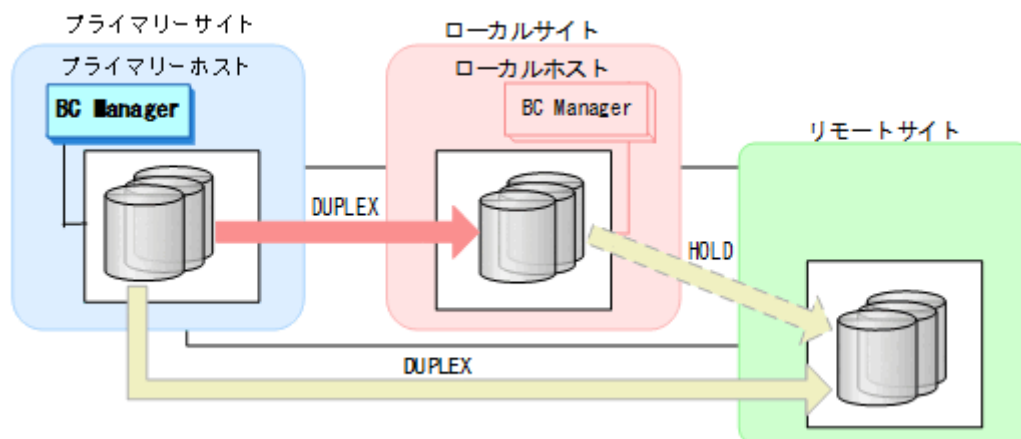 プライマリーサイト
プライマリーホスト
BC Manager
ローカルサイト
ローカルホスト
BC Manager
リモートサイト
DUPLEX
HOLD
DUPLEX